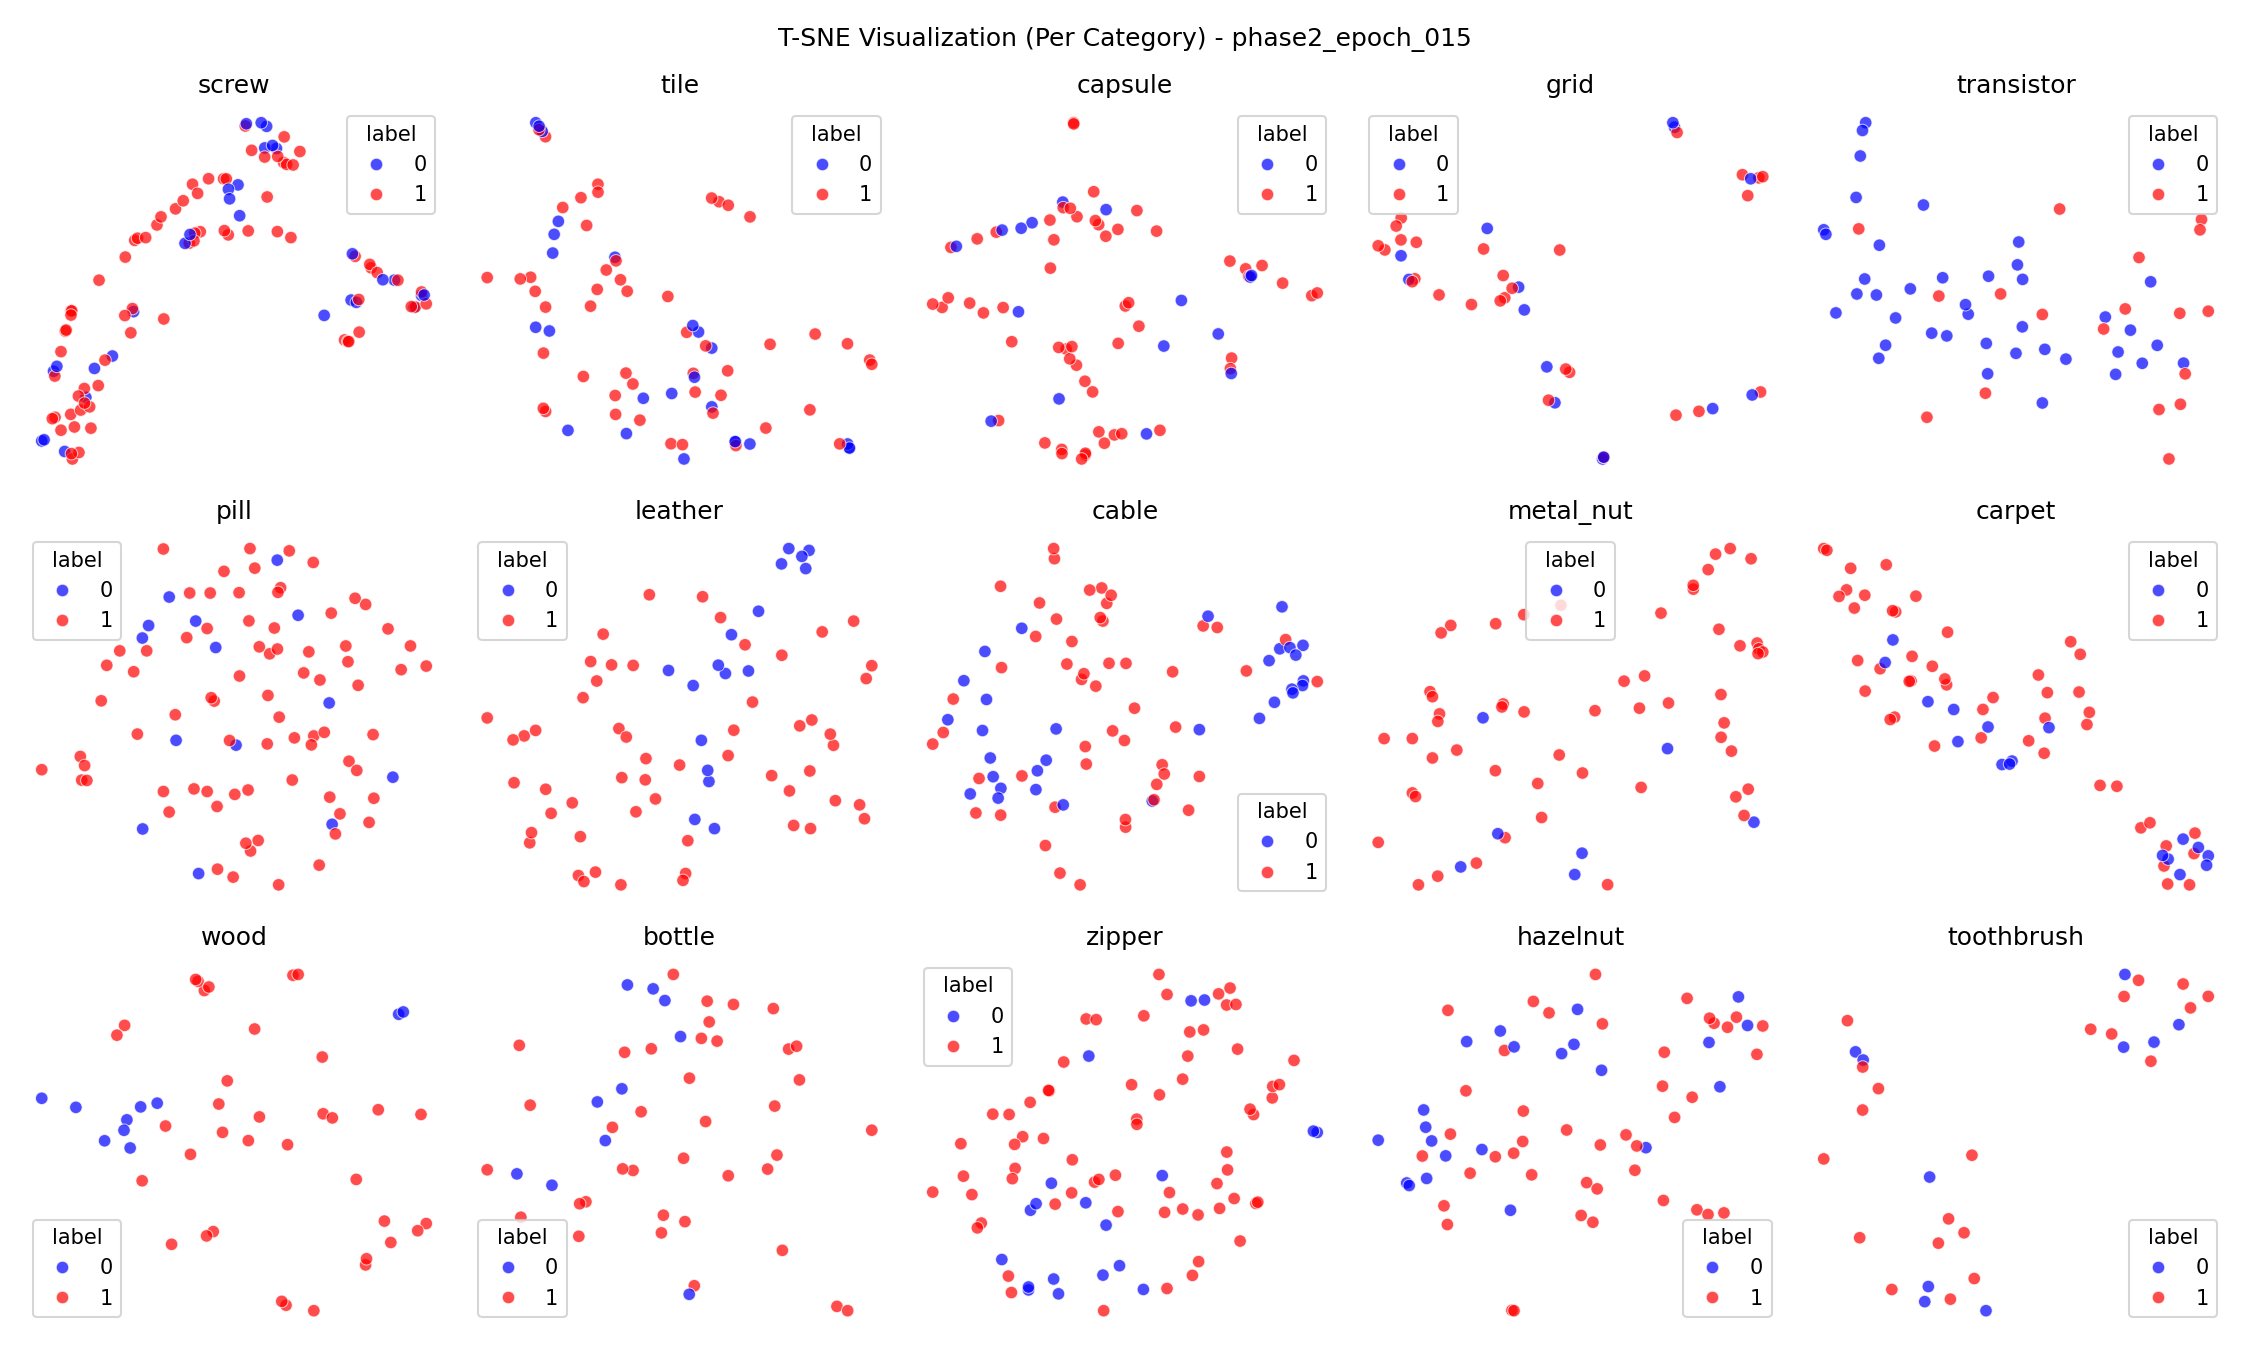 T-SNE Visualization (Per Category) - phase2_epoch_015
screw
label
0
1
tile
label
0
1
capsule
label
0
1
grid
label
0
1
transistor
label
0
1
pill
label
0
1
leather
label
0
1
cable
label
0
1
metal_nut
label
0
1
carpet
label
0
1
wood
label
0
1
bottle
label
0
1
zipper
label
0
1
hazelnut
label
0
1
toothbrush
label
0
1